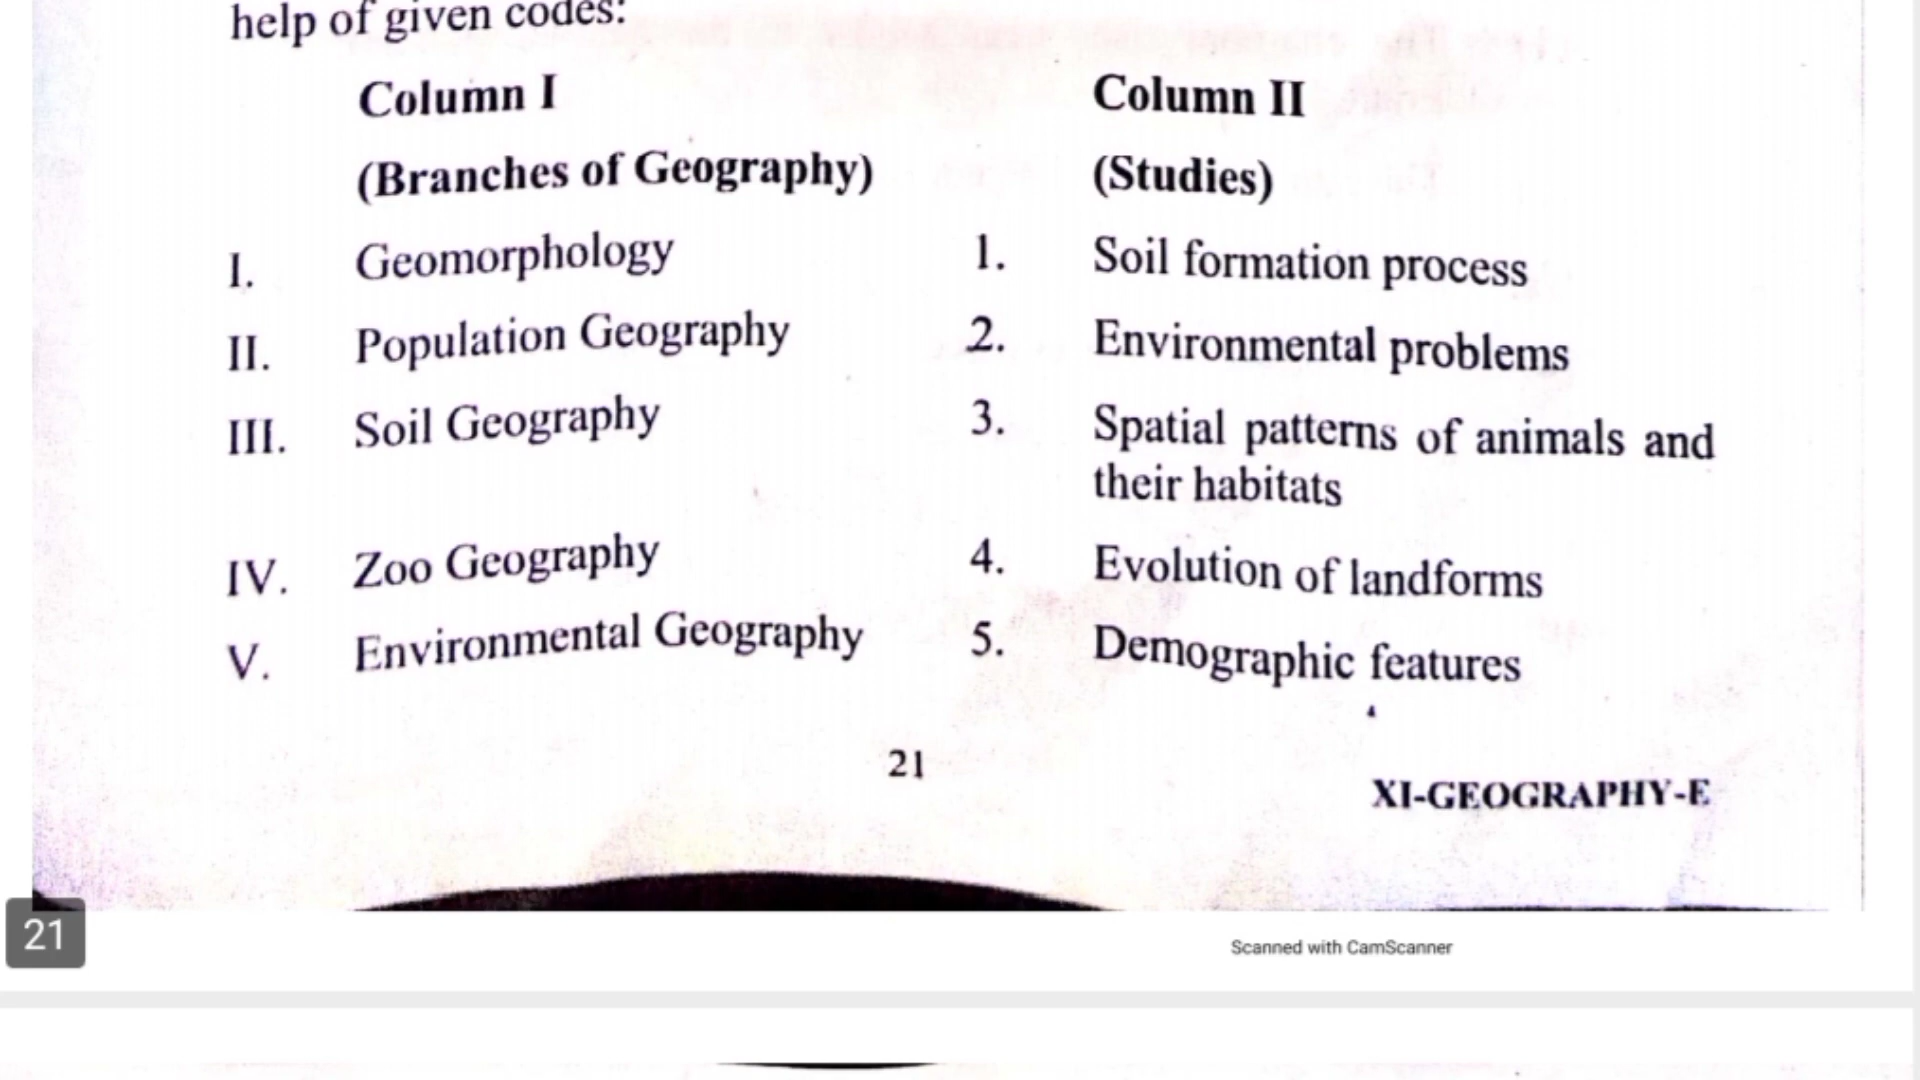 help of given codes:
Column I Column II
(Branches of Geography) (Studies)
I. Geomorphology 1. Soil formation process
II. Population Geography 2. Environmental problems
III. Soil Geography 3. Spatial patterns of animals and
their habitats
IV. Zoo Geography 4. Evolution of landforms
V. Environmental Geography 5. Demographic features
21
XI-GEOGRAPHY-E
21
Scanned with CamScanner